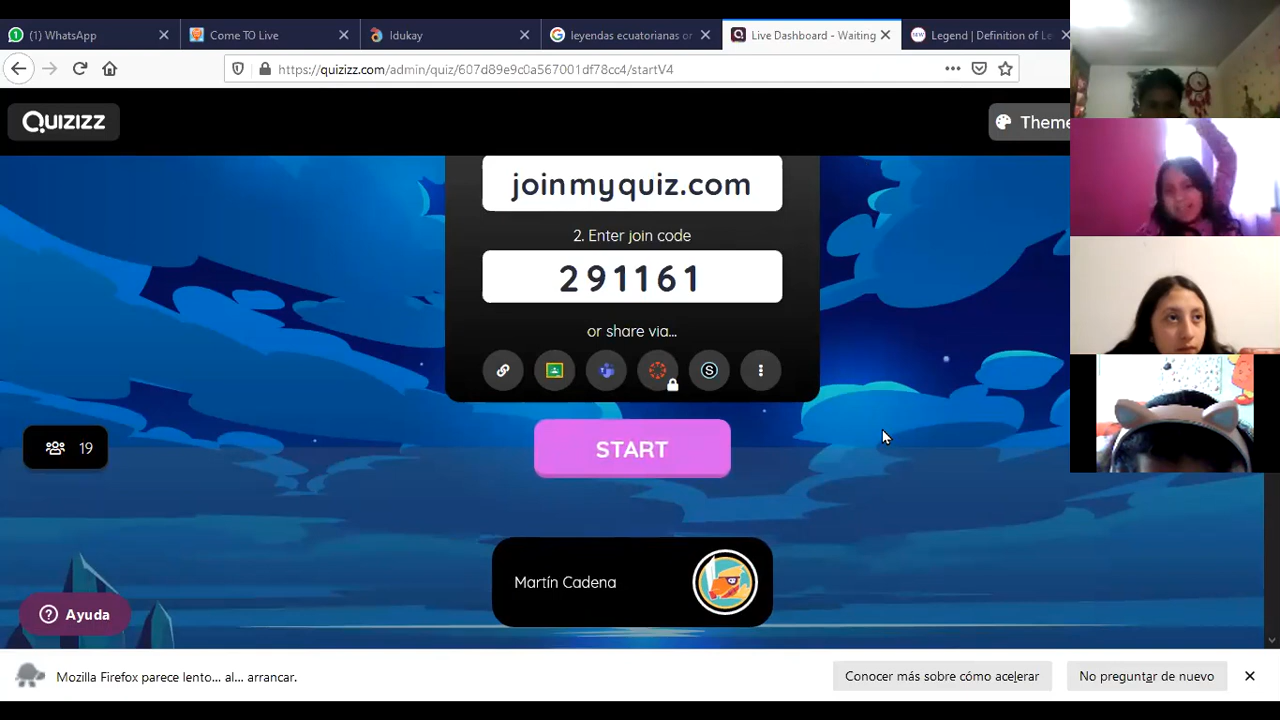 (1) WhatsApp
Come TO Live
Idukay
leyendas ecuatorianas or
Live Dashboard - Waiting
Legend | Definition of Le
https://quizizz.com/admin/quiz/607d89e9c0a567001df78cc4/startV4
Quizizz
Theme
joinmyquiz.com
2. Enter join code
291161
or share via...
S
START
19
Martín Cadena
Ayuda
Mozilla Firefox parece lento... al... arrancar.
Conocer más sobre cómo acelerar
No preguntar de nuevo